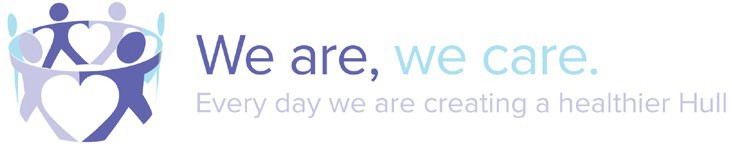 We are, we care.
Every day we are creating a healthier Hull